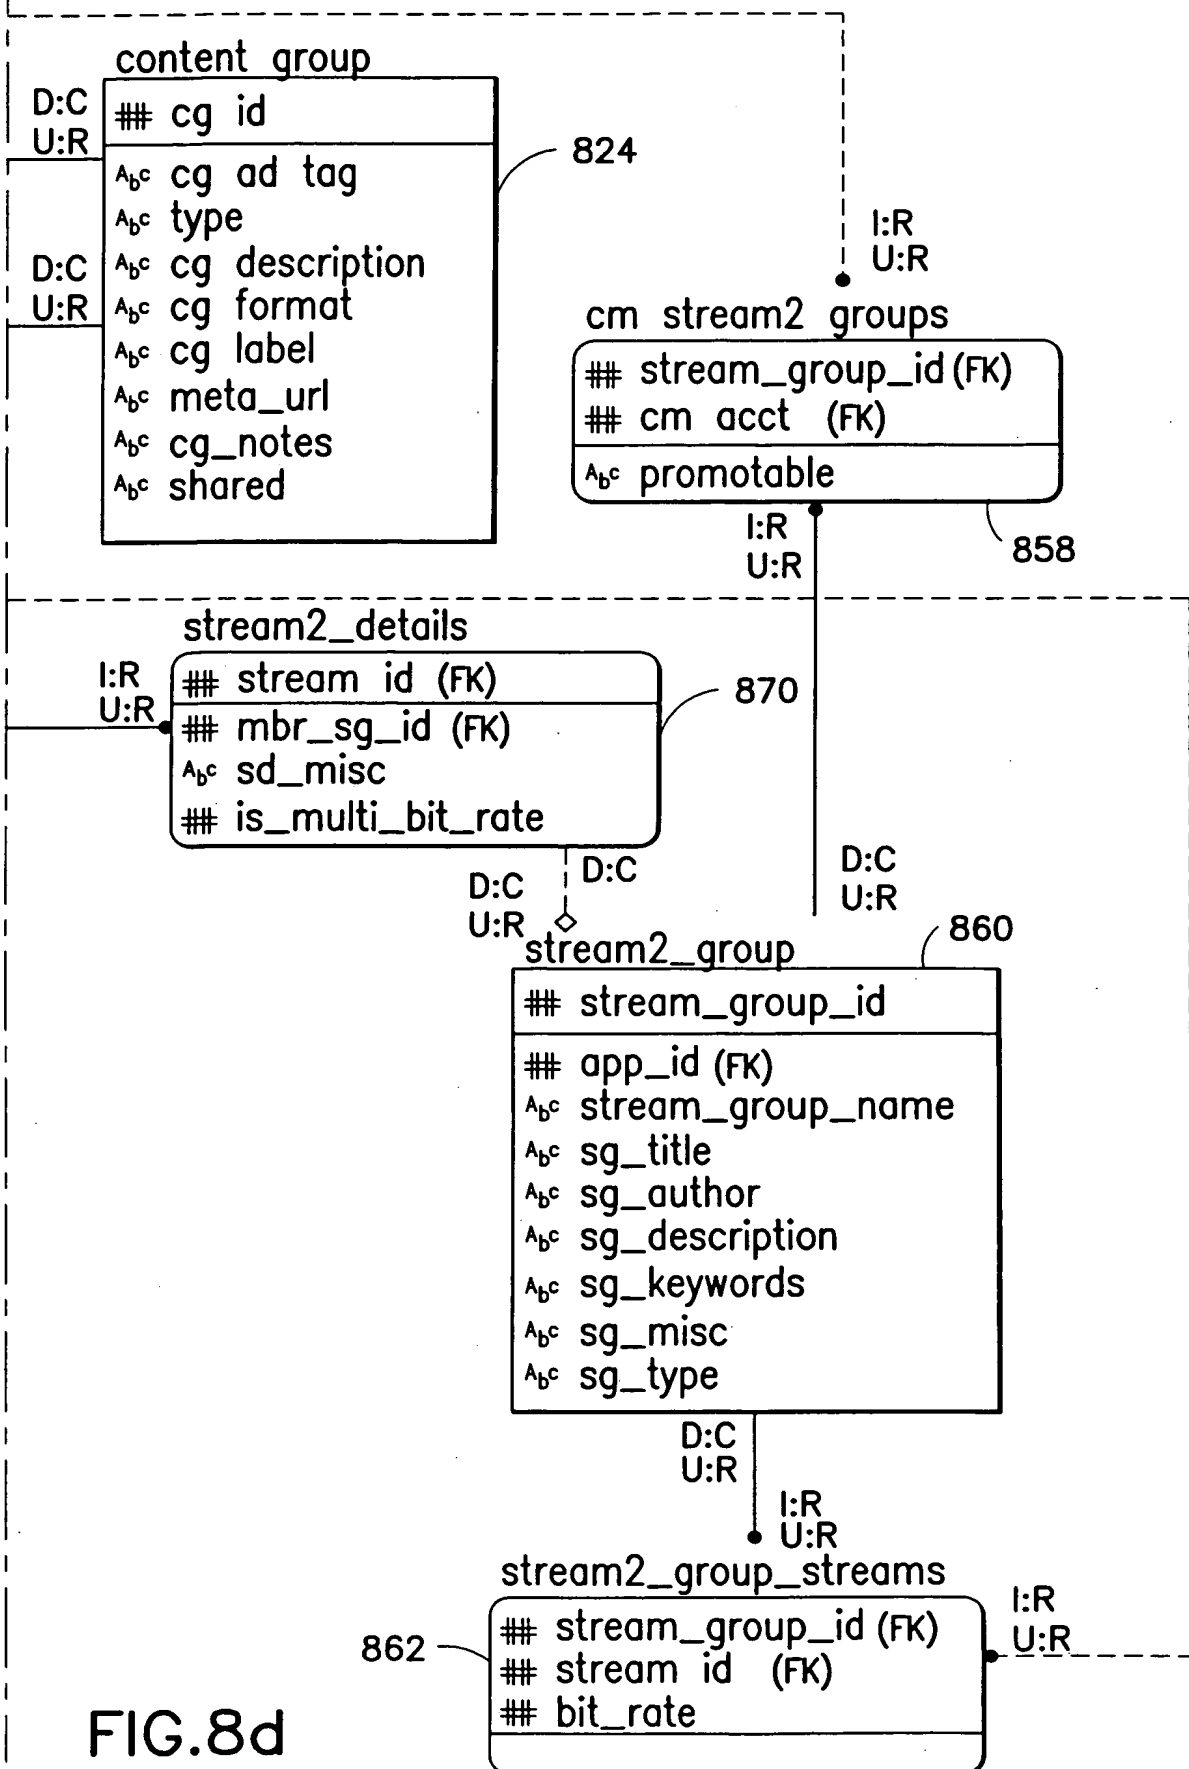 content group
D:C
U:R
## cg id
824
Abc cg ad tag
Abc type
D:C
U:R
Abc cg description
Abc cg format
Abc cg label
Abc meta_url
Abc cg_notes
Abc shared
I:R
U:R
cm stream2 groups
## stream_group_id (FK)
## cm acct (FK)
Abc promotable
I:R
U:R
858
stream2_details
I:R
U:R
## stream id (FK)
870
## mbr_sg_id (FK)
Abc sd_misc
## is_multi_bit_rate
D:C
U:R
D:C
D:C
U:R
stream2_group
860
## stream_group_id
## app_id (FK)
Abc stream_group_name
Abc sg_title
Abc sg_author
Abc sg_description
Abc sg_keywords
Abc sg_misc
Abc sg_type
D:C
U:R
I:R
U:R
stream2_group_streams
I:R
U:R
862
## stream_group_id (FK)
## stream id (FK)
## bit_rate
FIG.8d